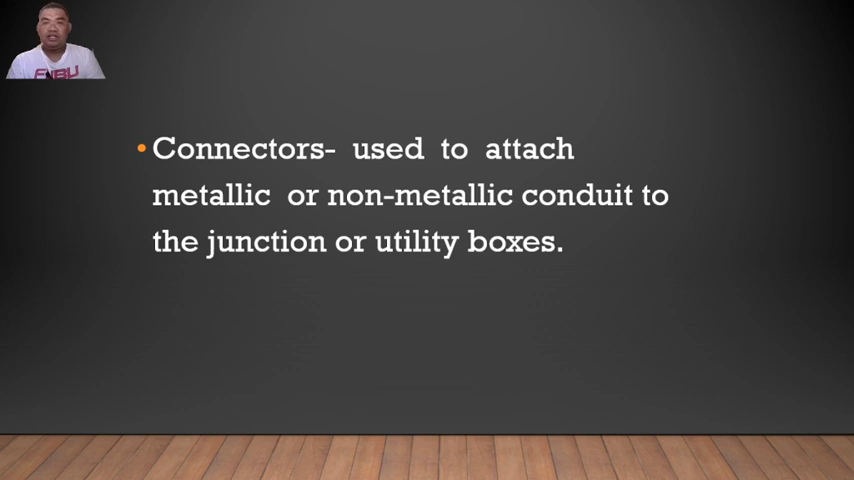 • Connectors-  used  to  attach
metallic  or non-metallic conduit to
the junction or utility boxes.